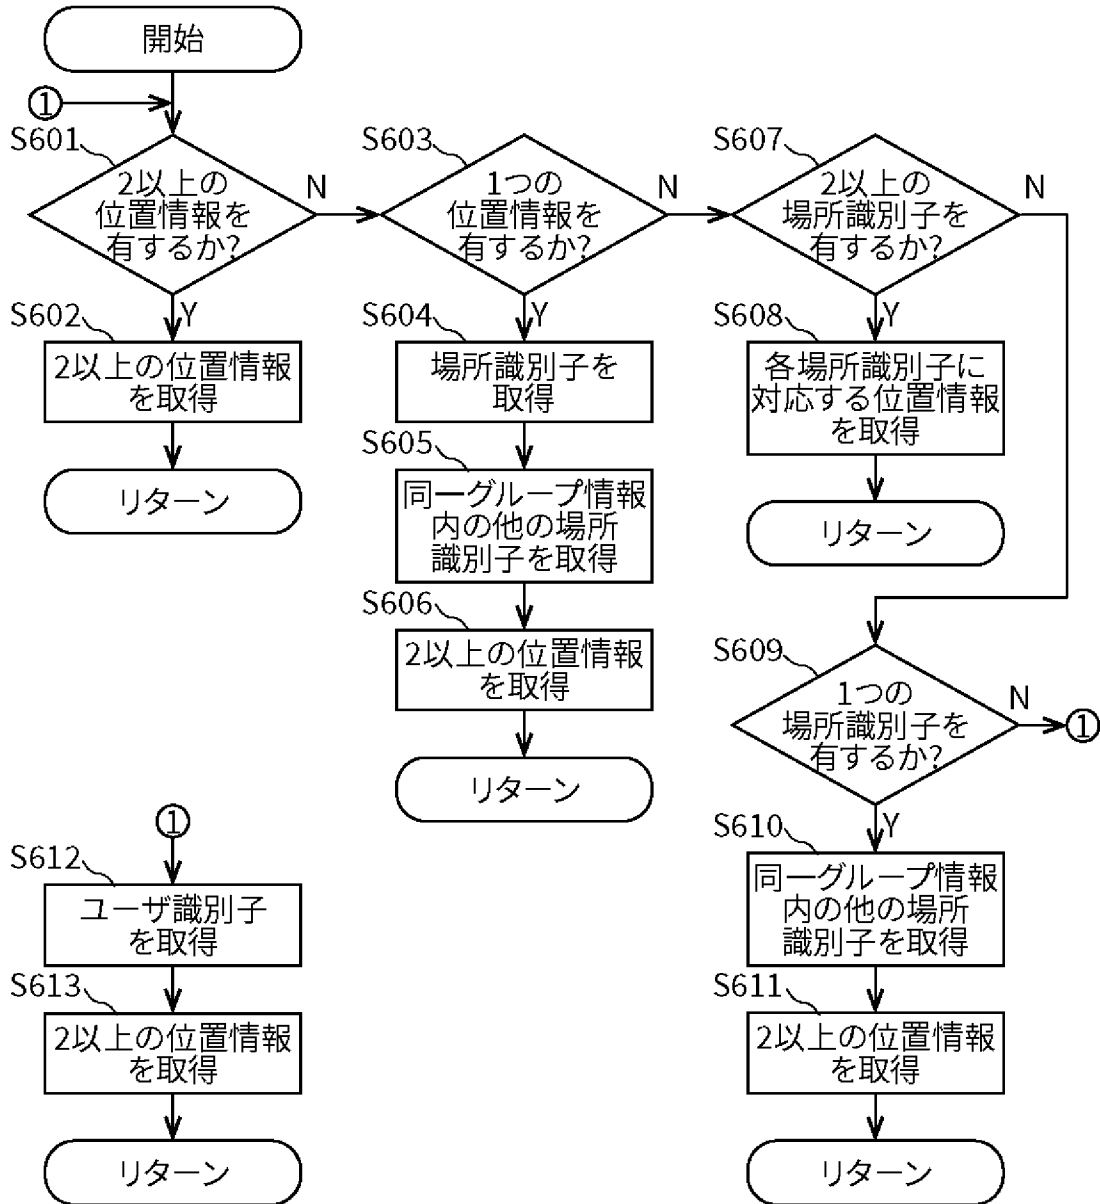 開始
①
S601
2以上の
位置情報を
有するか?
N
Y
S602
2以上の位置情報
を取得
リターン
S603
1つの
位置情報を
有するか?
N
Y
S604
場所識別子を
取得
S605
同一グループ情報
内の他の場所
識別子を取得
S606
2以上の位置情報
を取得
リターン
S607
2以上の
場所識別子を
有するか?
N
Y
S608
各場所識別子に
対応する位置情報
を取得
リターン
S609
1つの
場所識別子を
有するか?
N
①
Y
S610
同一グループ情報
内の他の場所
識別子を取得
S611
2以上の位置情報
を取得
リターン
①
S612
ユーザ識別子
を取得
S613
2以上の位置情報
を取得
リターン